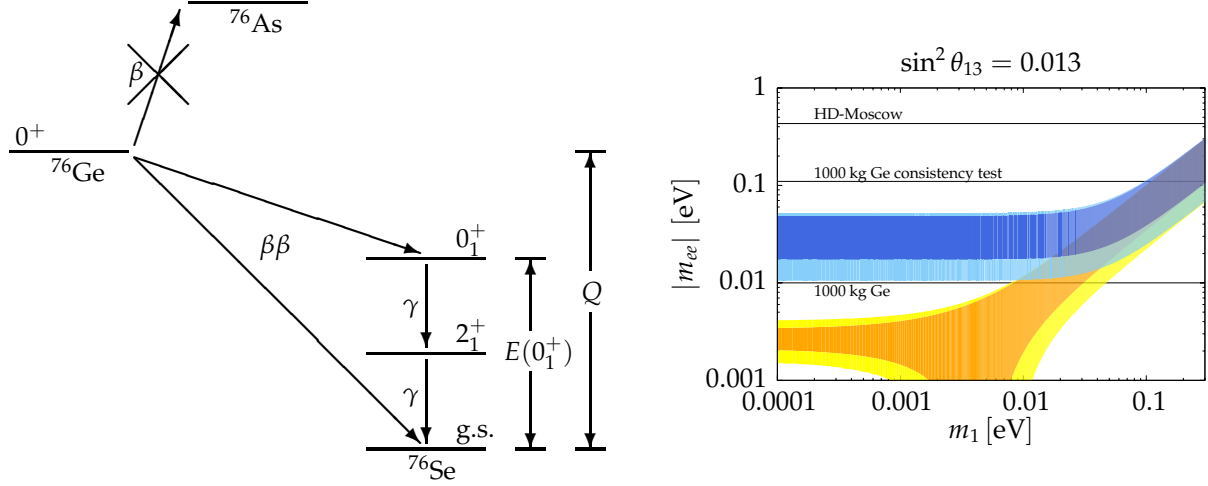 ⁷⁶As
β
0⁺
⁷⁶Ge
ββ
0₁⁺
γ
2₁⁺
γ
g.s.
⁷⁶Se
E(0₁⁺)
Q
sin² θ₁₃ = 0.013
|mₑₑ| [eV]
1
0.1
0.01
0.001
HD-Moscow
1000 kg Ge consistency test
1000 kg Ge
0.0001 0.001 0.01 0.1
m₁ [eV]